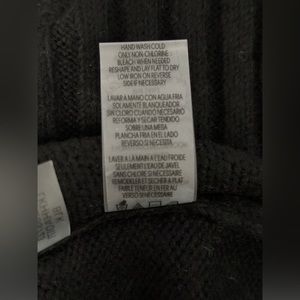 HAND WASH COLD
ONLY NON-CHLORINE
BLEACH WHEN NEEDED
RESHAPE AND LAY FLAT TO DRY
LOW IRON ON REVERSE
SIDE IF NECESSARY
LAVAR A MANO CON AGUA FRIA
SOLAMENTE BLANQUEADOR
SIN CLORO CUANDO NECESARIO
REFORMA Y SECAR TENDIDO
SOBRE UNA MESA
PLANCHA FRIA EN EL LADO
REVERSO SI NECESITA
LAVER A LA MAIN A L'EAU FROIDE
SEULEMENT L'EAU DE JAVEL
SANS CHLORE SI NECESSAIRE
REMODELER ET SECHER A PLAT
FAIBLE TENEUR EN FER AU
VERSO SI NECESSAIRE